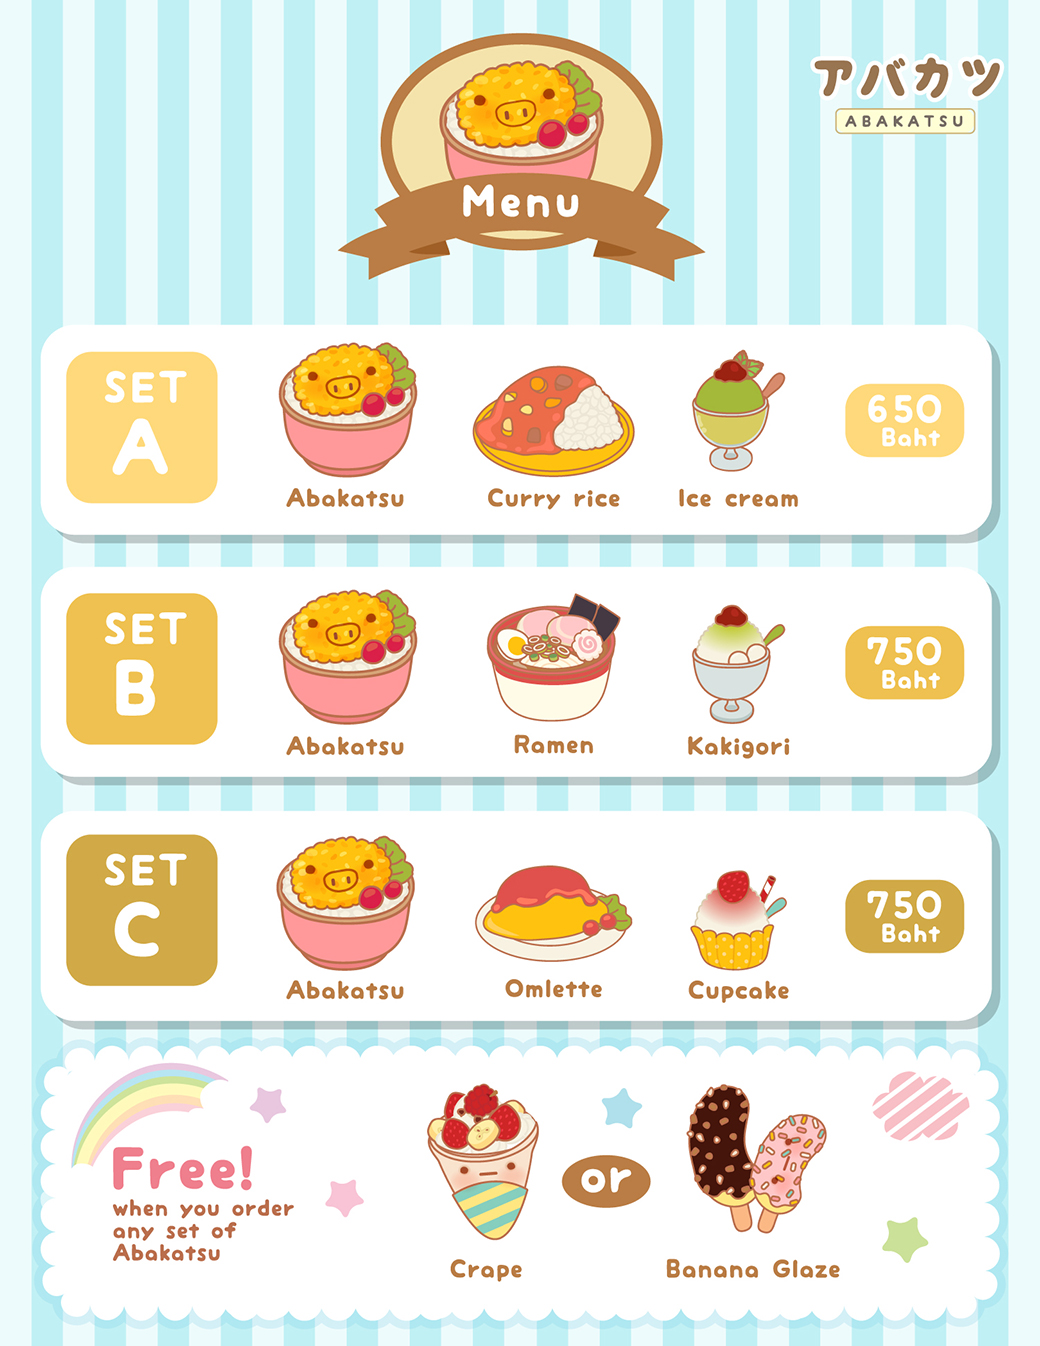 アバカツ
ABAKATSU
Menu
SET
A
Abakatsu
Curry rice
Ice cream
650
Baht
SET
B
Abakatsu
Ramen
Kakigori
750
Baht
SET
C
Abakatsu
Omlette
Cupcake
750
Baht
Free!
when you order
any set of
Abakatsu
Crape
or
Banana Glaze